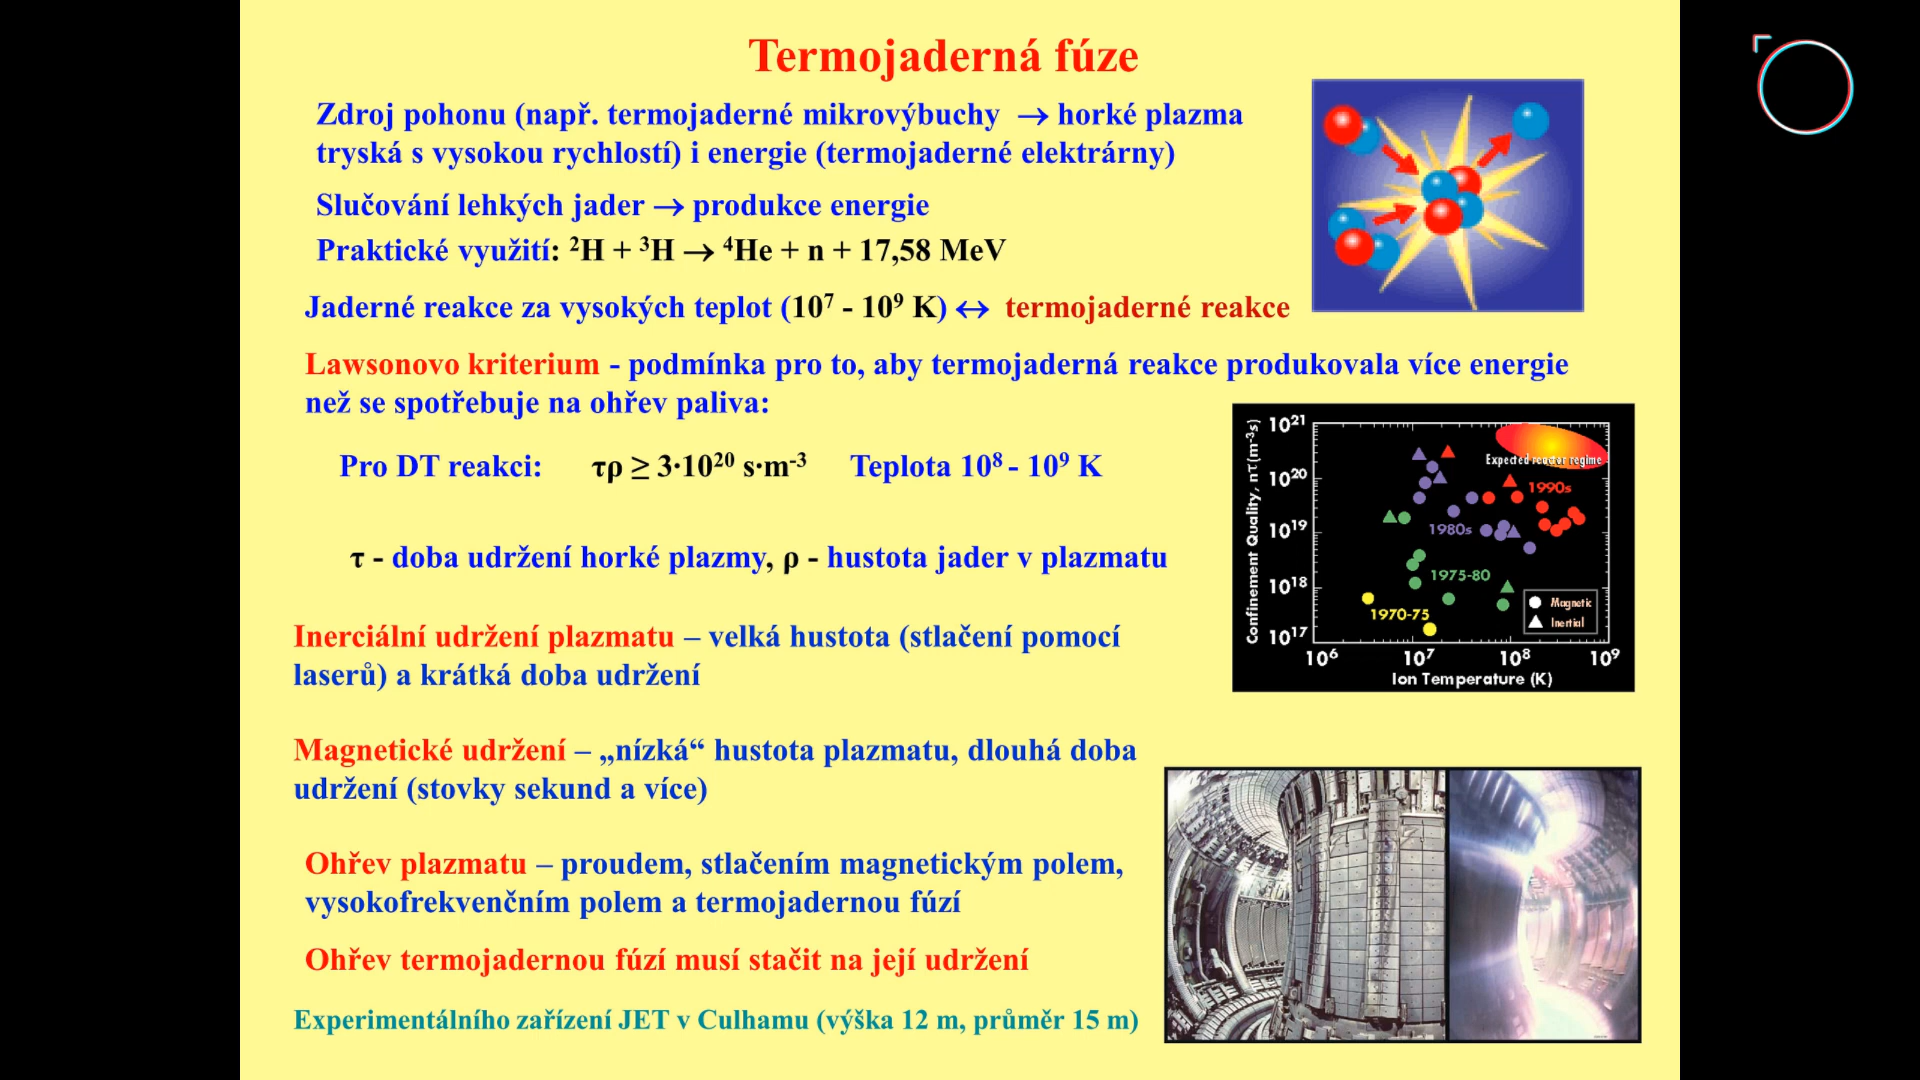 Termojaderná fúze
Zdroj pohonu (např. termojaderné mikrovýbuchy → horké plazma
tryská s vysokou rychlostí) i energie (termojaderné elektrárny)
Slučování lehkých jader → produkce energie
Praktické využití: ²H + ³H → ⁴He + n + 17,58 MeV
Jaderné reakce za vysokých teplot (10⁷ - 10⁹ K) ↔ termojaderné reakce
Lawsonovo kriterium - podmínka pro to, aby termojaderná reakce produkovala více energie
než se spotřebuje na ohřev paliva:
Pro DT reakci: τρ ≥ 3·10²⁰ s·m⁻³ Teplota 10⁸ - 10⁹ K
τ - doba udržení horké plazmy, ρ - hustota jader v plazmatu
Confinement Quality, nτ(m⁻³s)
10²¹
10²⁰
10¹⁹
10¹⁸
10¹⁷
Expected reactor regime
1990s
1980s
1975-80
1970-75
Magnetic
Inertial
10⁶ 10⁷ 10⁸ 10⁹
Ion Temperature (K)
Inerciální udržení plazmatu – velká hustota (stlačení pomocí
laserů) a krátká doba udržení
Magnetické udržení – „nízká“ hustota plazmatu, dlouhá doba
udržení (stovky sekund a více)
Ohřev plazmatu – proudem, stlačením magnetickým polem,
vysokofrekvenčním polem a termojadernou fúzí
Ohřev termojadernou fúzí musí stačit na její udržení
Experimentálního zařízení JET v Culhamu (výška 12 m, průměr 15 m)